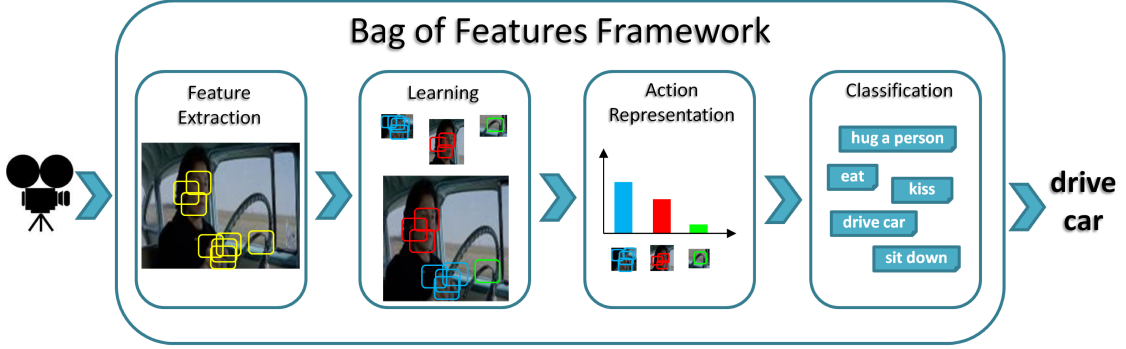 Bag of Features Framework
Feature
Extraction
Learning
Action
Representation
Classification
hug a person
eat
kiss
drive car
sit down
drive
car